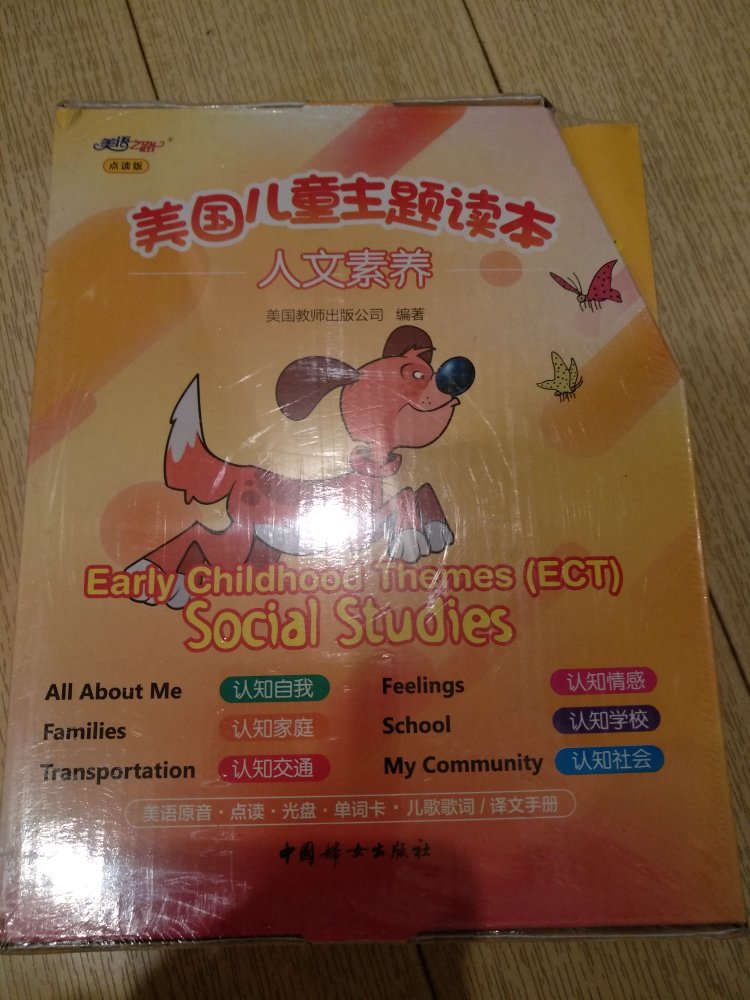 美语之路®
点读版
美国儿童主题读本
人文素养
美国教师出版公司 编著
Early Childhood Themes (ECT)
Social Studies
All About Me 认知自我 Feelings 认知情感
Families 认知家庭 School 认知学校
Transportation 认知交通 My Community 认知社会
美语原音·点读·光盘·单词卡·儿歌歌词/译文手册
中国妇女出版社